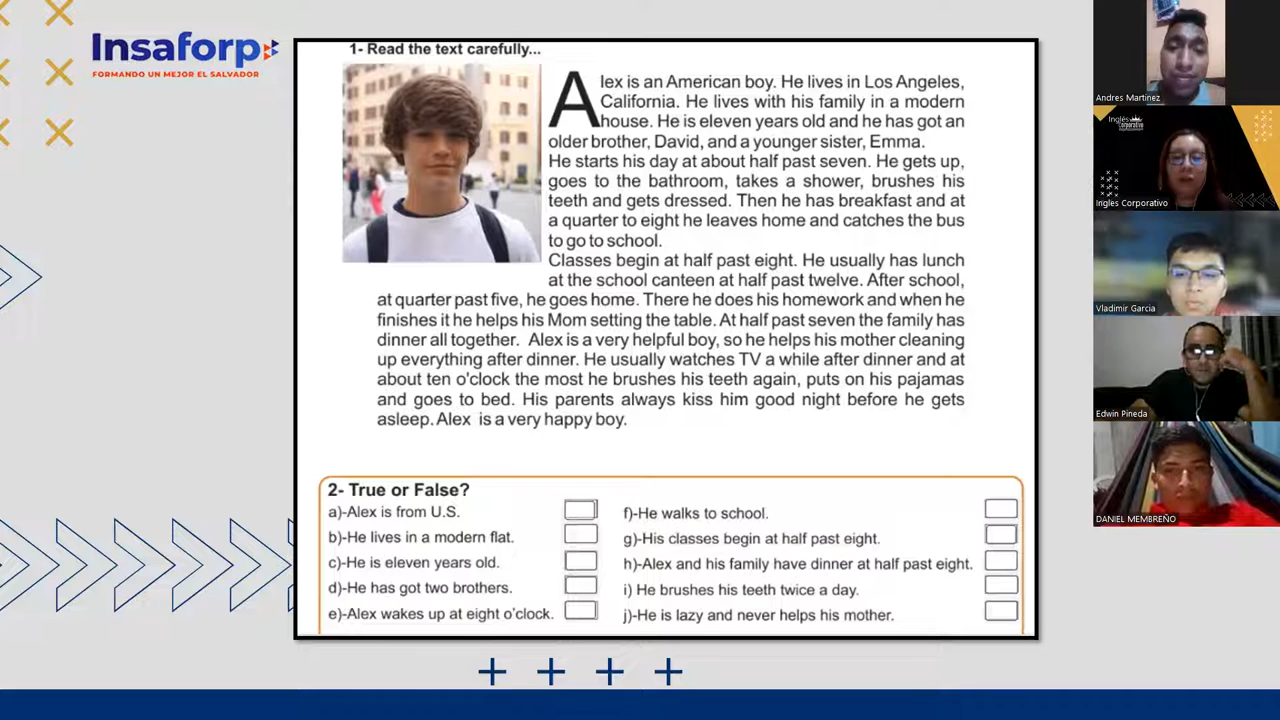 Insaforp
FORMANDO UN MEJOR EL SALVADOR
1- Read the text carefully...
Alex is an American boy. He lives in Los Angeles,
California. He lives with his family in a modern
house. He is eleven years old and he has got an
older brother, David, and a younger sister, Emma.
He starts his day at about half past seven. He gets up,
goes to the bathroom, takes a shower, brushes his
teeth and gets dressed. Then he has breakfast and at
a quarter to eight he leaves home and catches the bus
to go to school.
Classes begin at half past eight. He usually has lunch
at the school canteen at half past twelve. After school,
at quarter past five, he goes home. There he does his homework and when he
finishes it he helps his Mom setting the table. At half past seven the family has
dinner all together. Alex is a very helpful boy, so he helps his mother cleaning
up everything after dinner. He usually watches TV a while after dinner and at
about ten o'clock the most he brushes his teeth again, puts on his pajamas
and goes to bed. His parents always kiss him good night before he gets
asleep. Alex is a very happy boy.
2- True or False?
a)-Alex is from U.S.
b)-He lives in a modern flat.
c)-He is eleven years old.
d)-He has got two brothers.
e)-Alex wakes up at eight o'clock.
f)-He walks to school.
g)-His classes begin at half past eight.
h)-Alex and his family have dinner at half past eight.
i) He brushes his teeth twice a day.
j)-He is lazy and never helps his mother.
Andres Martinez
Inglés
Corporativo
Ingles Corporativo
Vladimir Garcia
Edwin Pineda
DANIEL MEMBREÑO